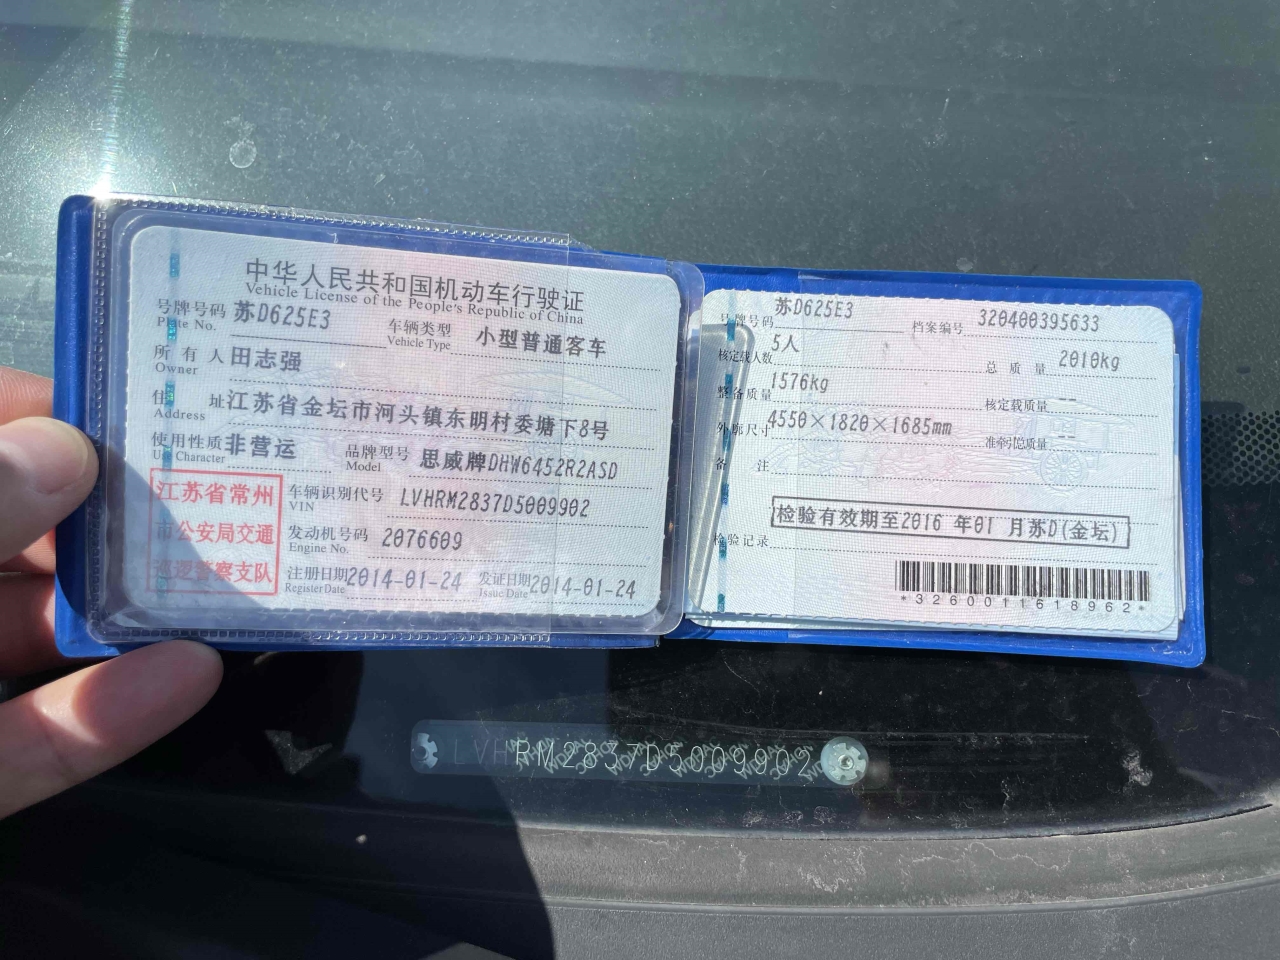 中华人民共和国机动车行驶证
Vehicle License of the People's Republic of China
号牌号码 苏D625E3 车辆类型 小型普通客车
Plate No. Vehicle Type
所有人 田志强
Owner
住址 江苏省金坛市河头镇东明村委塘下8号
Address
使用性质 非营运 品牌型号 思威牌DHW6452R2ASD
Use Character Model
江苏省常州
市公安局交通
巡逻警察支队
车辆识别代号 LVHRM2837D5009902
VIN
发动机号码 2076609
Engine No.
注册日期 2014-01-24 发证日期 2014-01-24
Register Date Issue Date
号牌号码 苏D625E3 档案编号 320400395633
核定载人数 5人 总质量 2010kg
整备质量 1576kg 核定载质量 --
外廓尺寸 4550×1820×1685mm 准牵引总质量 --
备注
检验有效期至2016 年01 月苏D(金坛)
检验记录
*3260011618962*
LVHRM2837D5009902